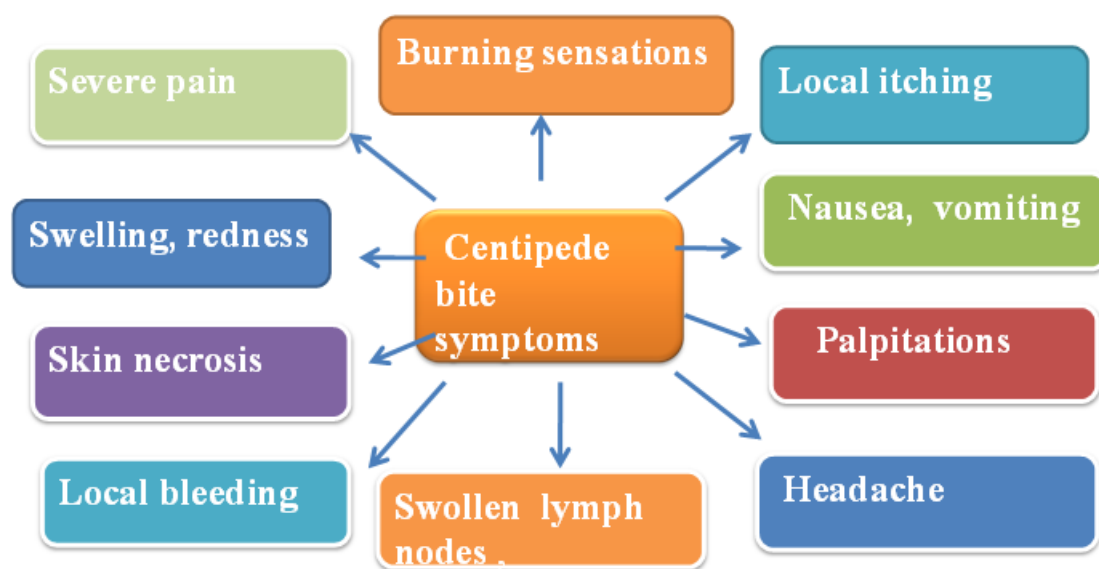 Burning sensations
Severe pain
Local itching
Swelling, redness
Nausea, vomiting
Centipede
bite
symptoms
Skin necrosis
Palpitations
Local bleeding
Headache
Swollen lymph
nodes ,